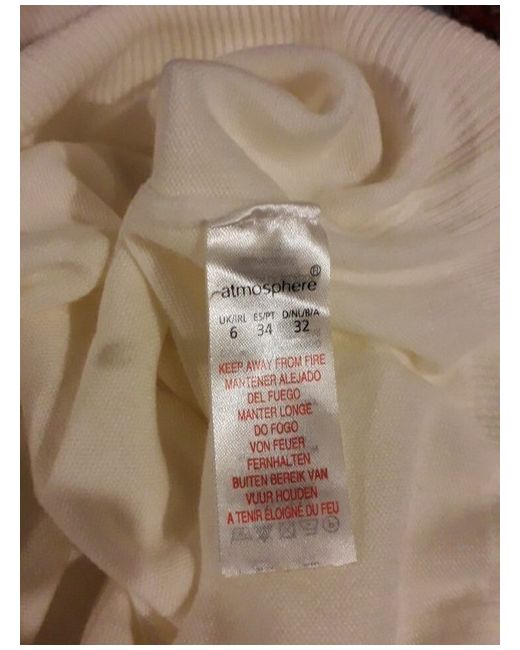 atmosphere®
UK/IRL ES/PT D/NL/B/A
6 34 32
KEEP AWAY FROM FIRE
MANTENER ALEJADO
DEL FUEGO
MANTER LONGE
DO FOGO
VON FEUER
FERNHALTEN
BUITEN BEREIK VAN
VUUR HOUDEN
A TENIR ÉLOIGNÉ DU FEU